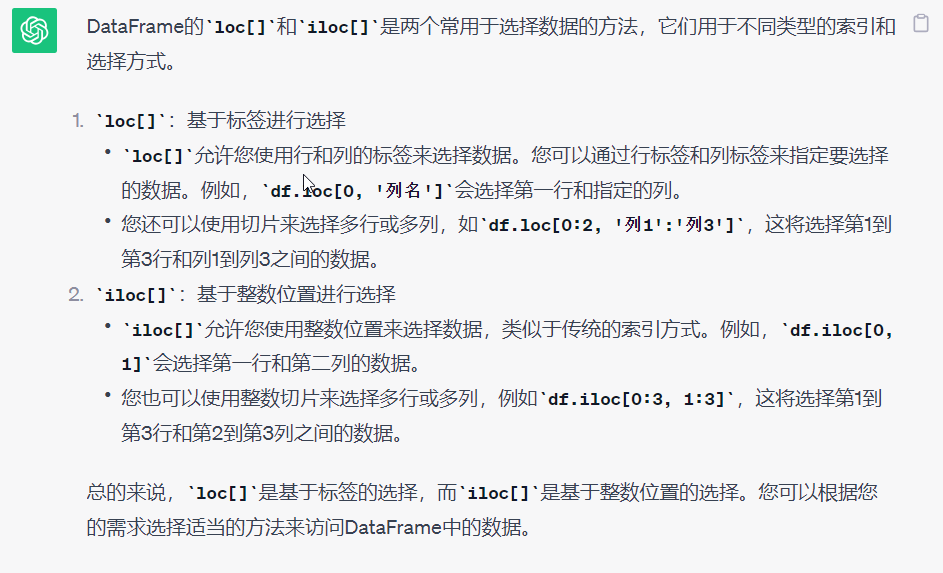 DataFrame的`loc[]`和`iloc[]`是两个常用于选择数据的方法，它们用于不同类型的索引和
选择方式。
1. `loc[]`：基于标签进行选择
• `loc[]`允许您使用行和列的标签来选择数据。您可以通过行标签和列标签来指定要选择
的数据。例如，`df.loc[0, '列名']`会选择第一行和指定的列。
• 您还可以使用切片来选择多行或多列，如`df.loc[0:2, '列1':'列3']`，这将选择第1到
第3行和列1到列3之间的数据。
2. `iloc[]`：基于整数位置进行选择
• `iloc[]`允许您使用整数位置来选择数据，类似于传统的索引方式。例如，`df.iloc[0,
1]`会选择第一行和第二列的数据。
• 您也可以使用整数切片来选择多行或多列，例如`df.iloc[0:3, 1:3]`，这将选择第1到
第3行和第2到第3列之间的数据。
总的来说，`loc[]`是基于标签的选择，而`iloc[]`是基于整数位置的选择。您可以根据您
的需求选择适当的方法来访问DataFrame中的数据。